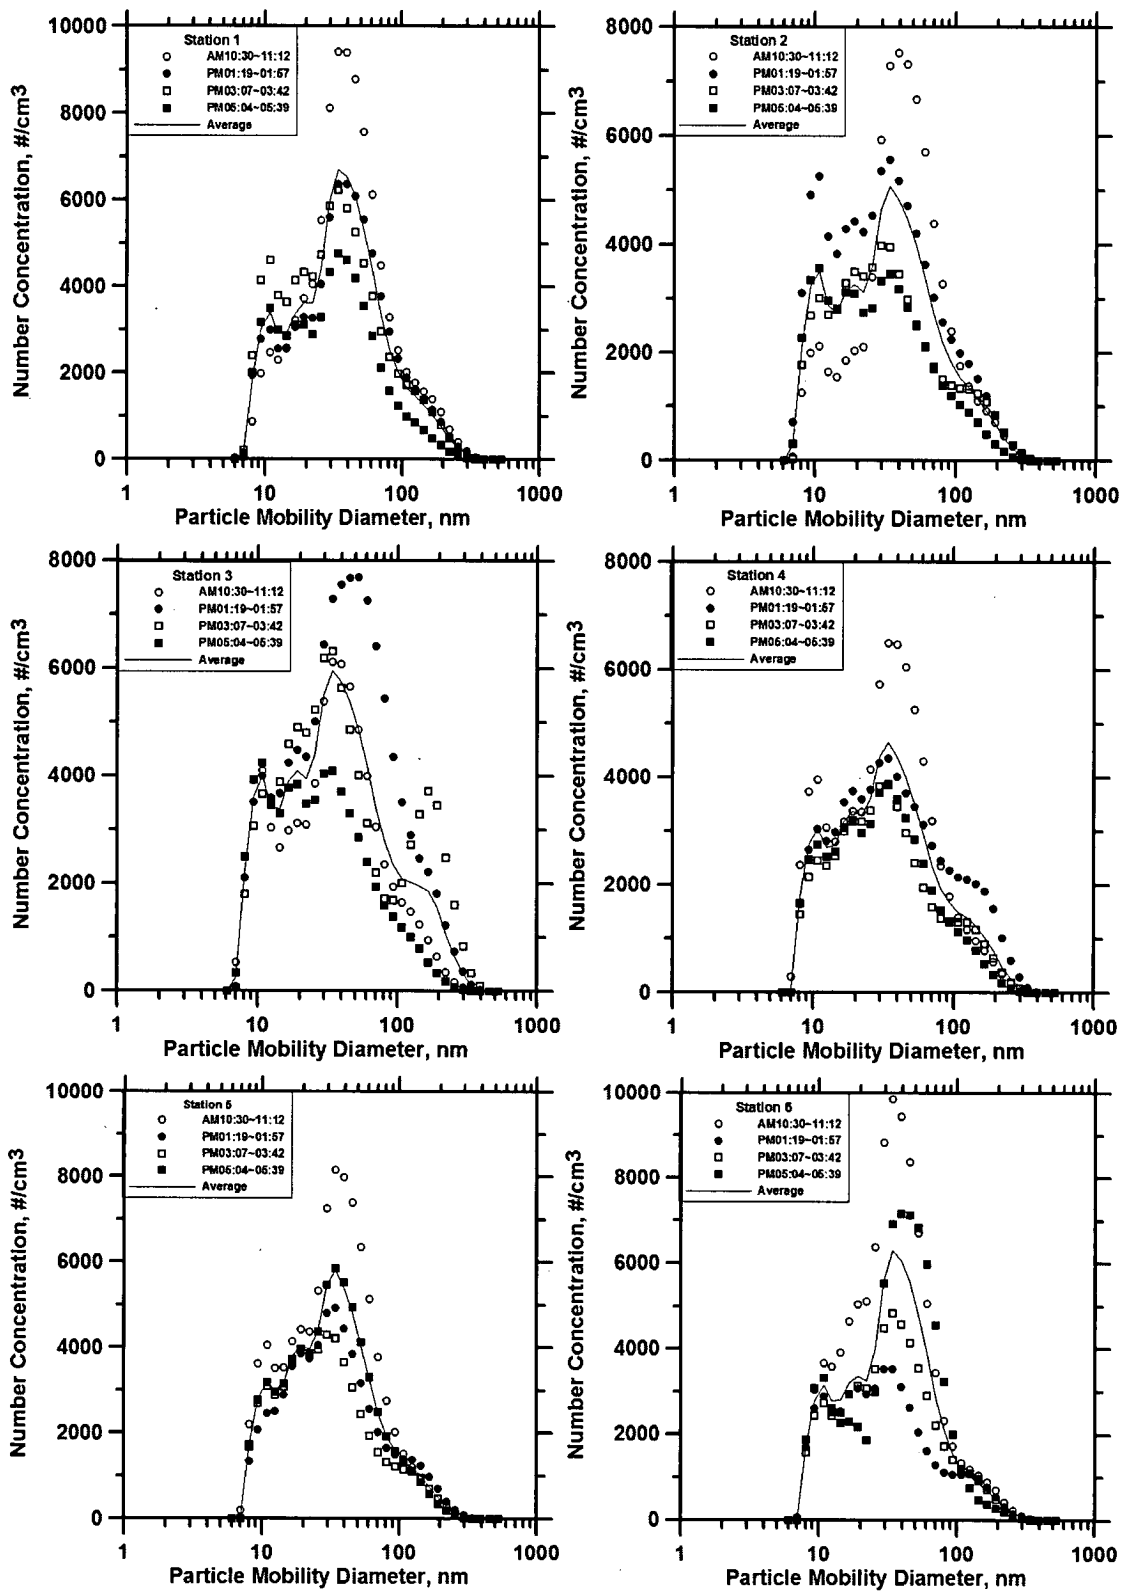 Station 1
AM10:30~11:12
PM01:19~01:57
PM03:07~03:42
PM05:04~05:39
Average
10000
8000
6000
4000
2000
0
1 10 100 1000
Number Concentration, #/cm3
Particle Mobility Diameter, nm
Station 2
AM10:30~11:12
PM01:19~01:57
PM03:07~03:42
PM05:04~05:39
Average
8000
6000
4000
2000
0
1 10 100 1000
Number Concentration, #/cm3
Particle Mobility Diameter, nm
Station 3
AM10:30~11:12
PM01:19~01:57
PM03:07~03:42
PM05:04~05:39
Average
8000
6000
4000
2000
0
1 10 100 1000
Number Concentration, #/cm3
Particle Mobility Diameter, nm
Station 4
AM10:30~11:12
PM01:19~01:57
PM03:07~03:42
PM05:04~05:39
Average
8000
6000
4000
2000
0
1 10 100 1000
Number Concentration, #/cm3
Particle Mobility Diameter, nm
Station 5
AM10:30~11:12
PM01:19~01:57
PM03:07~03:42
PM05:04~05:39
Average
10000
8000
6000
4000
2000
0
1 10 100 1000
Number Concentration, #/cm3
Particle Mobility Diameter, nm
Station 6
AM10:30~11:12
PM01:19~01:57
PM03:07~03:42
PM05:04~05:39
Average
10000
8000
6000
4000
2000
0
1 10 100 1000
Number Concentration, #/cm3
Particle Mobility Diameter, nm